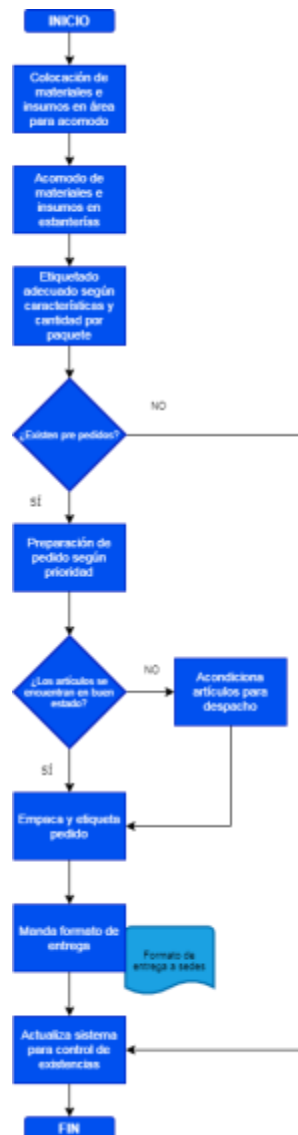 INICIO
Colocación de
materiales e
insumos en área
para acomodo
Acomodo de
materiales e
insumos en
estanterías
Etiquetado
adecuado según
características y
cantidad por
paquete
¿Existen pre pedidos?
NO
SÍ
Preparación de
pedido según
prioridad
¿Los artículos se
encuentran en buen
estado?
NO
Acondiciona
artículos para
despacho
SÍ
Empaca y etiqueta
pedido
Manda formato de
entrega
Formato de
entrega a sedes
Actualiza sistema
para control de
existencias
FIN